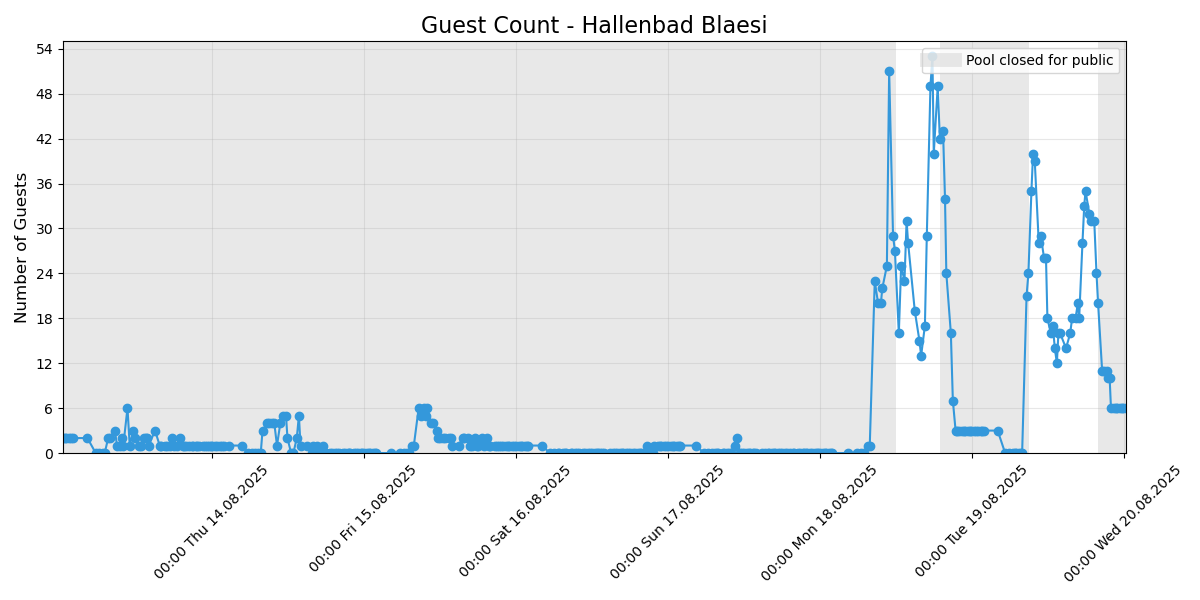 Guest Count - Hallenbad Blaesi
Pool closed for public
Number of Guests
54
48
42
36
30
24
18
12
6
0
00:00 Thu 14.08.2025
00:00 Fri 15.08.2025
00:00 Sat 16.08.2025
00:00 Sun 17.08.2025
00:00 Mon 18.08.2025
00:00 Tue 19.08.2025
00:00 Wed 20.08.2025